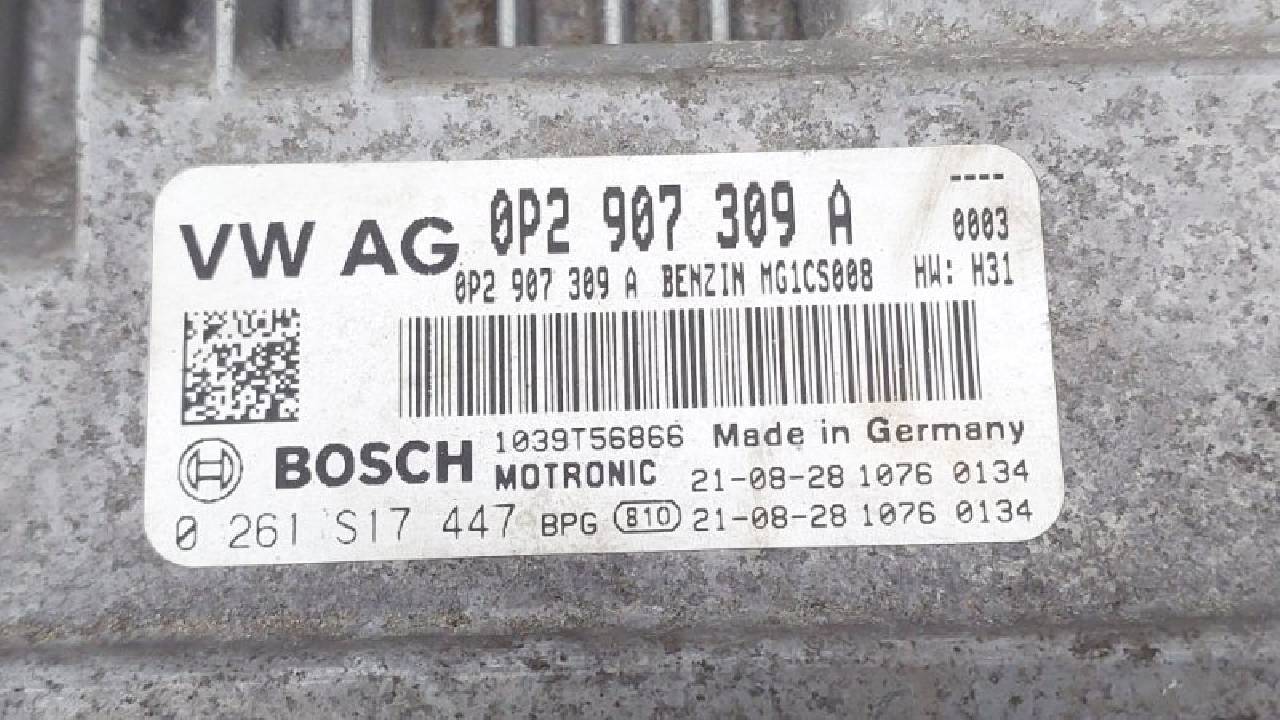 VW AG 0P2 907 309 A ----
0003
0P2 907 309 A BENZIN MG1CS008 HW: H31
BOSCH 1039T56866 Made in Germany
MOTRONIC 21-08-28 1076 0134
0 261 S17 447 BPG 810 21-08-28 1076 0134